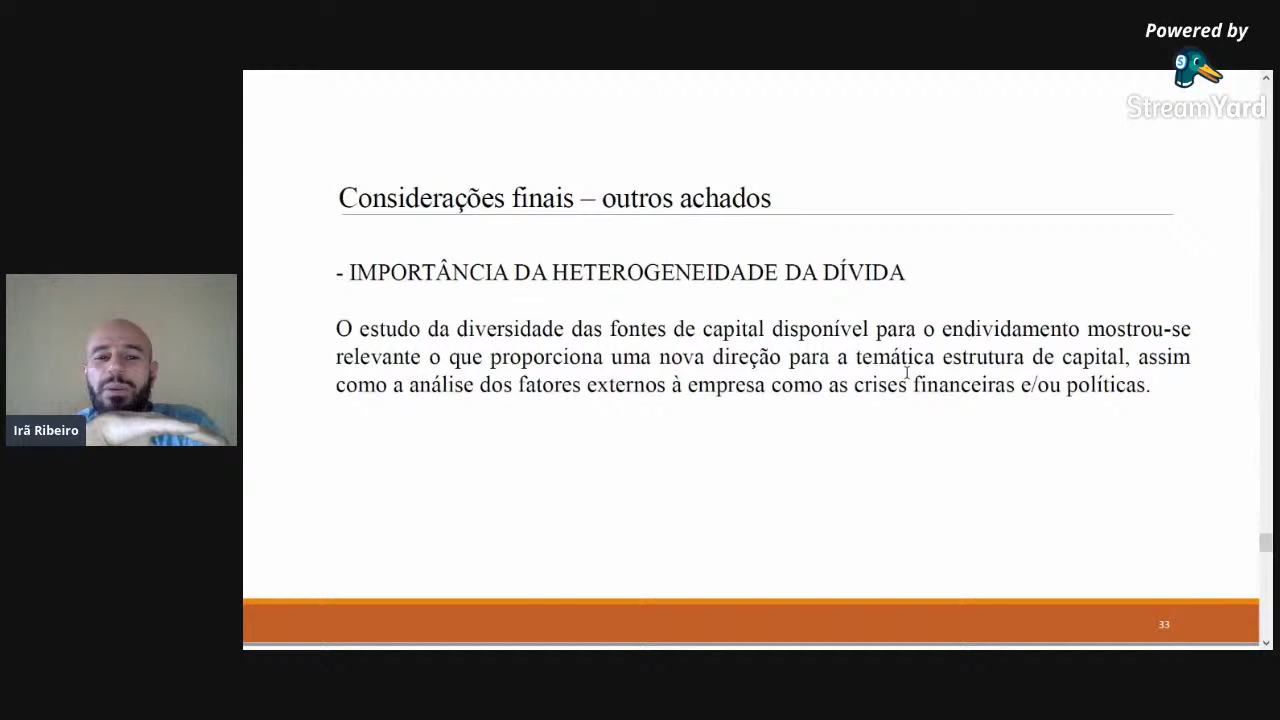 Powered by
StreamYard
Considerações finais – outros achados
- IMPORTÂNCIA DA HETEROGENEIDADE DA DÍVIDA
O estudo da diversidade das fontes de capital disponível para o endividamento mostrou-se
relevante o que proporciona uma nova direção para a temática estrutura de capital, assim
como a análise dos fatores externos à empresa como as crises financeiras e/ou políticas.
Irã Ribeiro
33